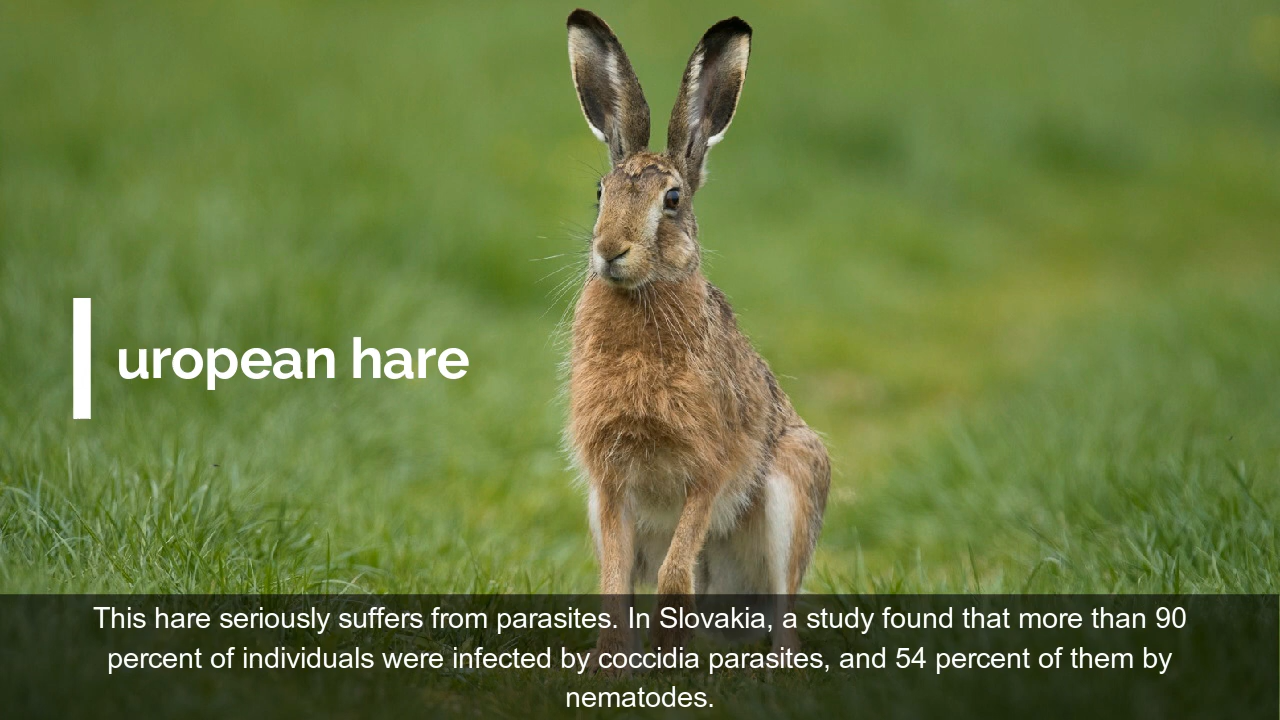 uropean hare
This hare seriously suffers from parasites. In Slovakia, a study found that more than 90
percent of individuals were infected by coccidia parasites, and 54 percent of them by
nematodes.